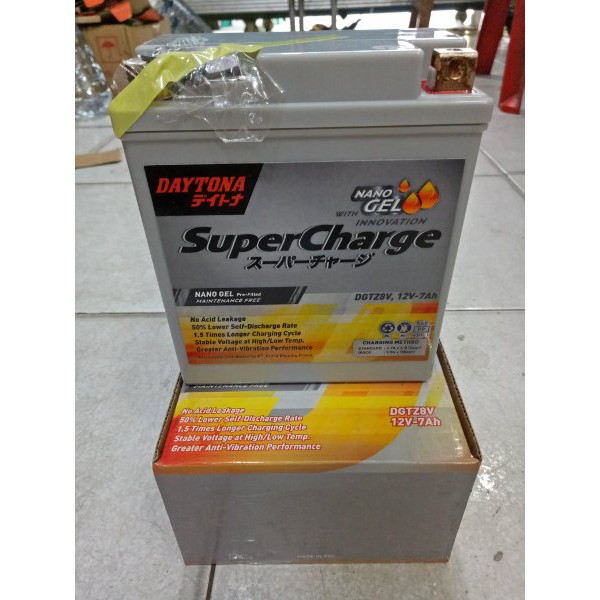 DAYTONA
デイトナ
NANO
GEL
WITH
INNOVATION
SuperCharge
スーパーチャージ
NANO GEL Pre-Filled
MAINTENANCE FREE
DGTZ8V, 12V-7Ah
No Acid Leakage
50% Lower Self-Discharge Rate
1.5 Times Longer Charging Cycle
Stable Voltage at High/Low Temp.
Greater Anti-Vibration Performance
CHARGING METHOD
MAINTENANCE FREE
No Acid Leakage
50% Lower Self-Discharge Rate
1.5 Times Longer Charging Cycle
Stable Voltage at High/Low Temp.
Greater Anti-Vibration Performance
DGTZ8V
12V-7Ah